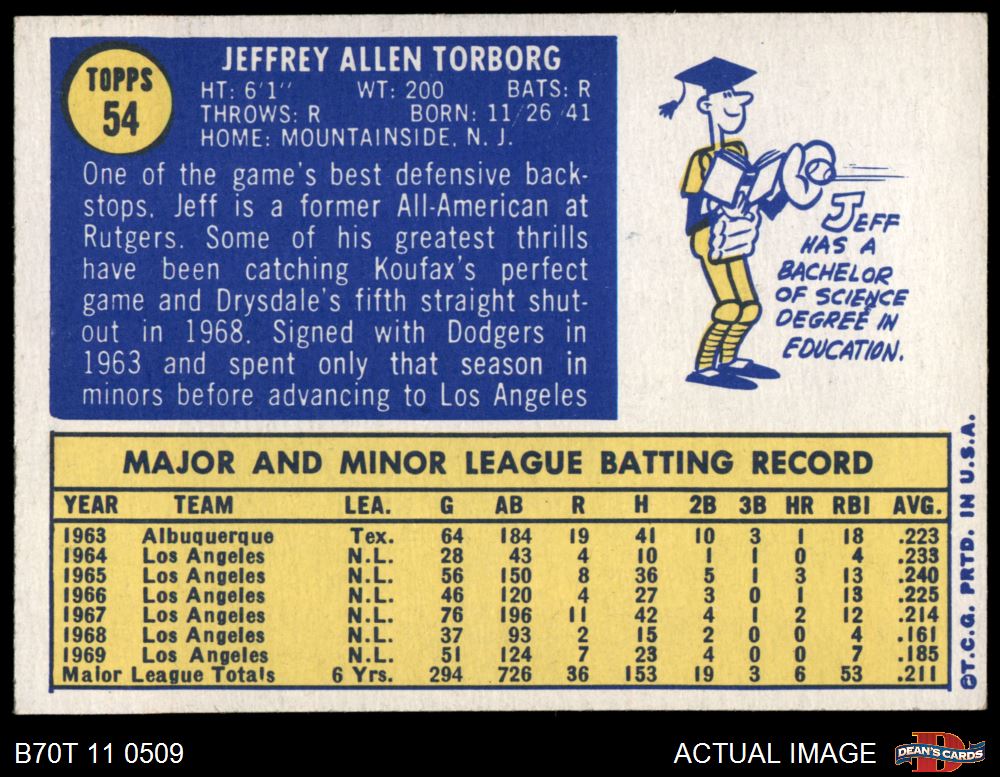 TOPPS
54
JEFFREY ALLEN TORBORG
HT: 6'1" WT: 200 BATS: R
THROWS: R BORN: 11/26/41
HOME: MOUNTAINSIDE, N. J.
One of the game's best defensive back-
stops, Jeff is a former All-American at
Rutgers. Some of his greatest thrills
have been catching Koufax's perfect
game and Drysdale's fifth straight shut-
out in 1968. Signed with Dodgers in
1963 and spent only that season in
minors before advancing to Los Angeles
JEFF
HAS A
BACHELOR
OF SCIENCE
DEGREE IN
EDUCATION.
MAJOR AND MINOR LEAGUE BATTING RECORD
YEAR TEAM LEA. G AB R H 2B 3B HR RBI AVG.
1963 Albuquerque Tex. 64 184 19 41 10 3 1 18 .223
1964 Los Angeles N.L. 28 43 4 10 1 1 0 4 .233
1965 Los Angeles N.L. 56 150 8 36 5 1 3 13 .240
1966 Los Angeles N.L. 46 120 4 27 3 0 1 13 .225
1967 Los Angeles N.L. 76 196 11 42 4 1 2 12 .214
1968 Los Angeles N.L. 37 93 2 15 2 0 0 4 .161
1969 Los Angeles N.L. 51 124 7 23 4 0 0 7 .185
Major League Totals 6 Yrs. 294 726 36 153 19 3 6 53 .211
©T.C.G. PRTD. IN U.S.A.
B70T 11 0509 ACTUAL IMAGE
DEAN'S CARDS